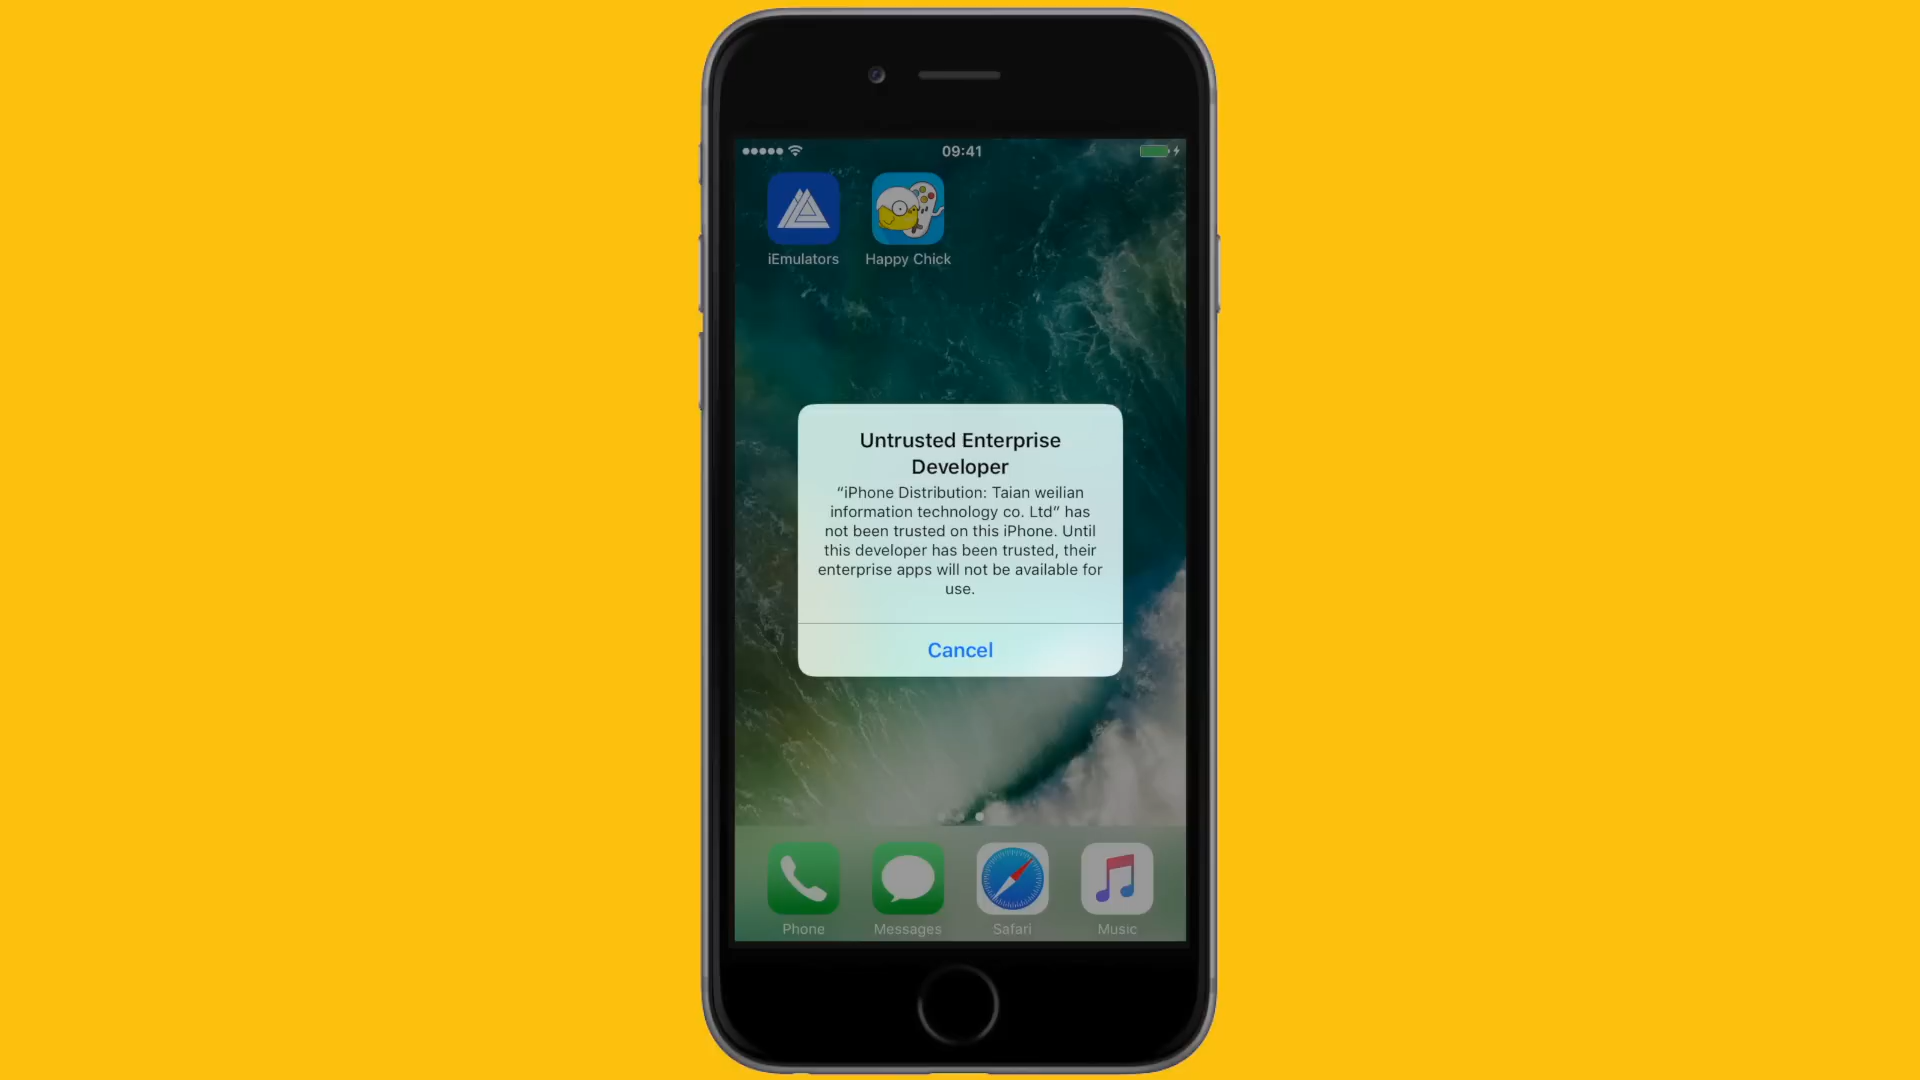 09:41
iEmulators
Happy Chick
Untrusted Enterprise
Developer
“iPhone Distribution: Taian weilian
information technology co. Ltd” has
not been trusted on this iPhone. Until
this developer has been trusted, their
enterprise apps will not be available for
use.
Cancel
Phone
Messages
Safari
Music